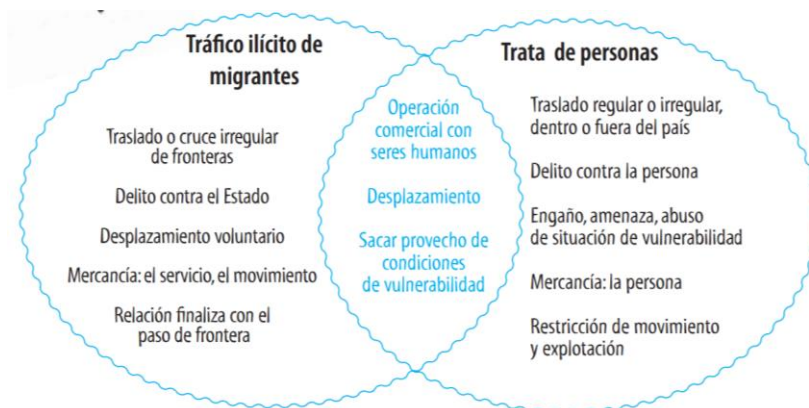 Tráfico ilícito de
migrantes
Traslado o cruce irregular
de fronteras
Delito contra el Estado
Desplazamiento voluntario
Mercancía: el servicio, el movimiento
Relación finaliza con el
paso de frontera
Operación
comercial con
seres humanos
Desplazamiento
Sacar provecho de
condiciones
de vulnerabilidad
Trata de personas
Traslado regular o irregular,
dentro o fuera del país
Delito contra la persona
Engaño, amenaza, abuso
de situación de vulnerabilidad
Mercancía: la persona
Restricción de movimiento
y explotación